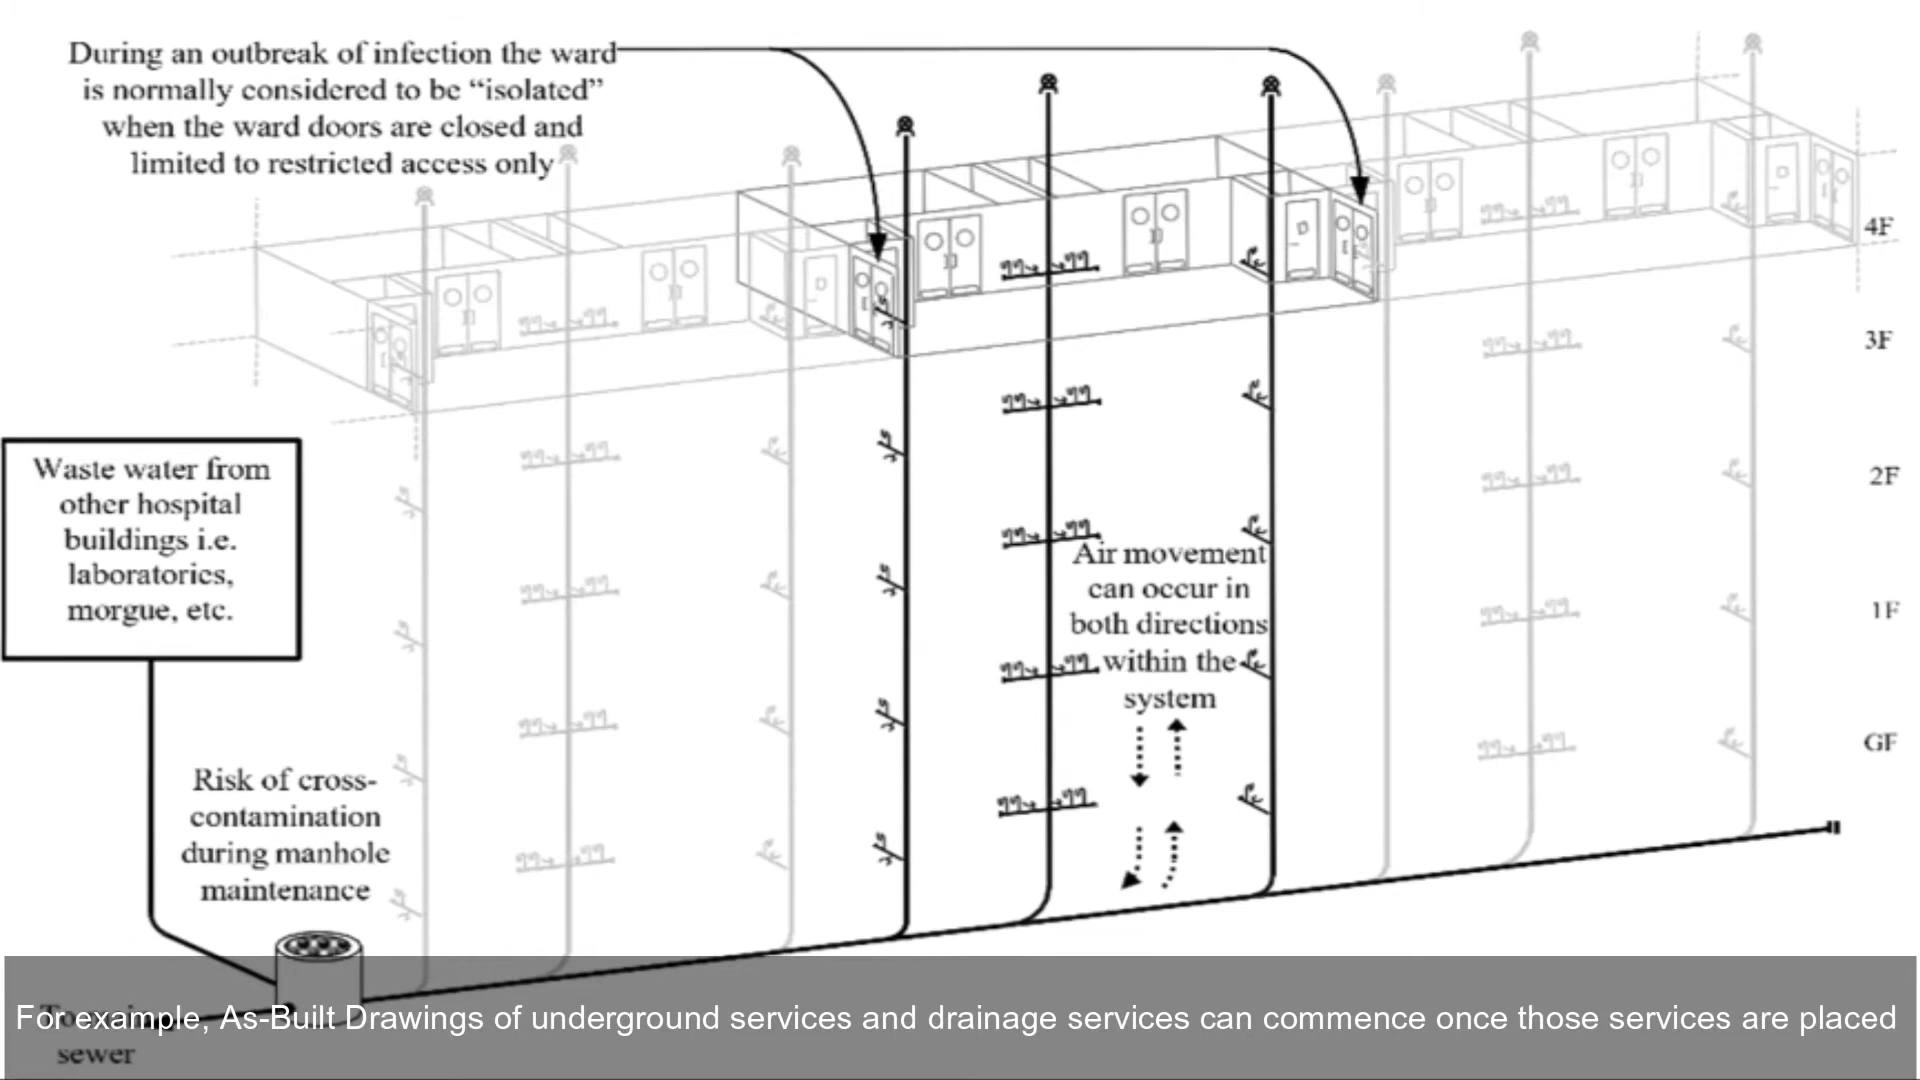 During an outbreak of infection the ward
is normally considered to be “isolated”
when the ward doors are closed and
limited to restricted access only
4F
3F
2F
1F
GF
Waste water from
other hospital
buildings i.e.
laboratories,
morgue, etc.
Air movement
can occur in
both directions
within the
system
Risk of cross-
contamination
during manhole
maintenance
To
sewer
For example, As-Built Drawings of underground services and drainage services can commence once those services are placed